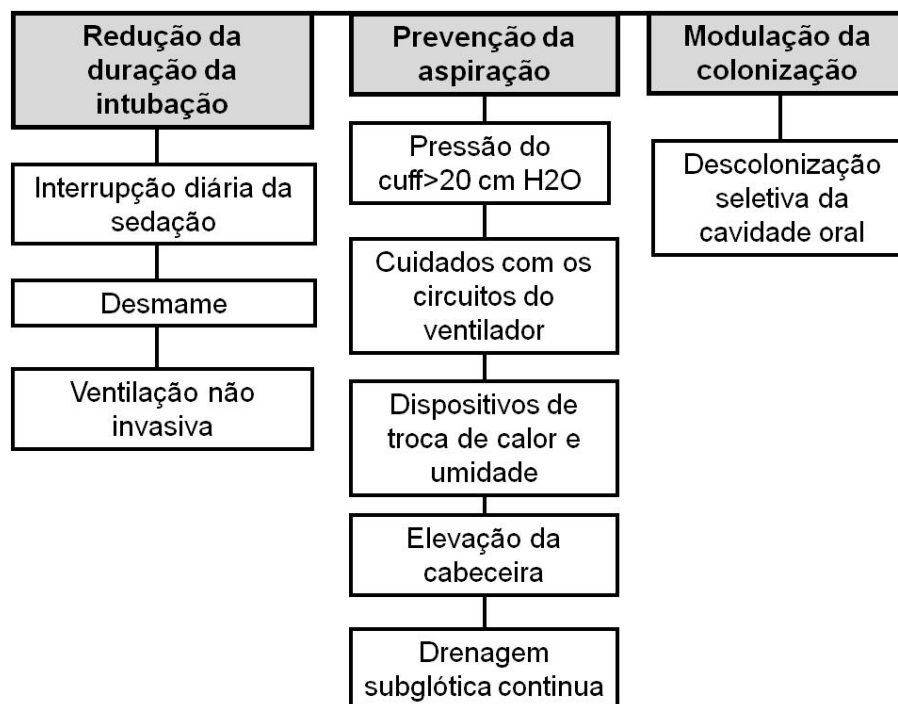 Redução da
duração da
intubação
Interrupção diária da
sedação
Desmame
Ventilação não
invasiva
Prevenção da
aspiração
Pressão do
cuff>20 cm H2O
Cuidados com os
circuitos do
ventilador
Dispositivos de
troca de calor e
umidade
Elevação da
cabeceira
Drenagem
subglótica continua
Modulação da
colonização
Descolonização
seletiva da
cavidade oral